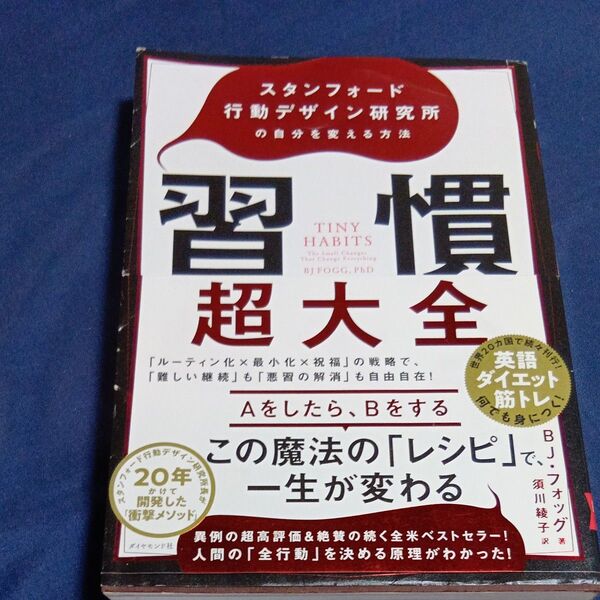 スタンフォード
行動デザイン研究所
の自分を変える方法
習慣
TINY
HABITS
The Small Changes
That Change Everything
BJ FOGG, PhD
超大全
「ルーティン化×最小化×祝福」の戦略で、
「難しい継続」も「悪習の解消」も自由自在!
世界20カ国で続々刊行!
英語
ダイエット
筋トレ
何でも身につく!
Aをしたら、Bをする
この魔法の「レシピ」で、
一生が変わる
BJ・フォッグ 著
須川綾子 訳
スタンフォード行動デザイン研究所長が
20年
かけて
開発した
「衝撃メソッド」
ダイヤモンド社
異例の超高評価&絶賛の続く全米ベストセラー!
人間の「全行動」を決める原理がわかった!